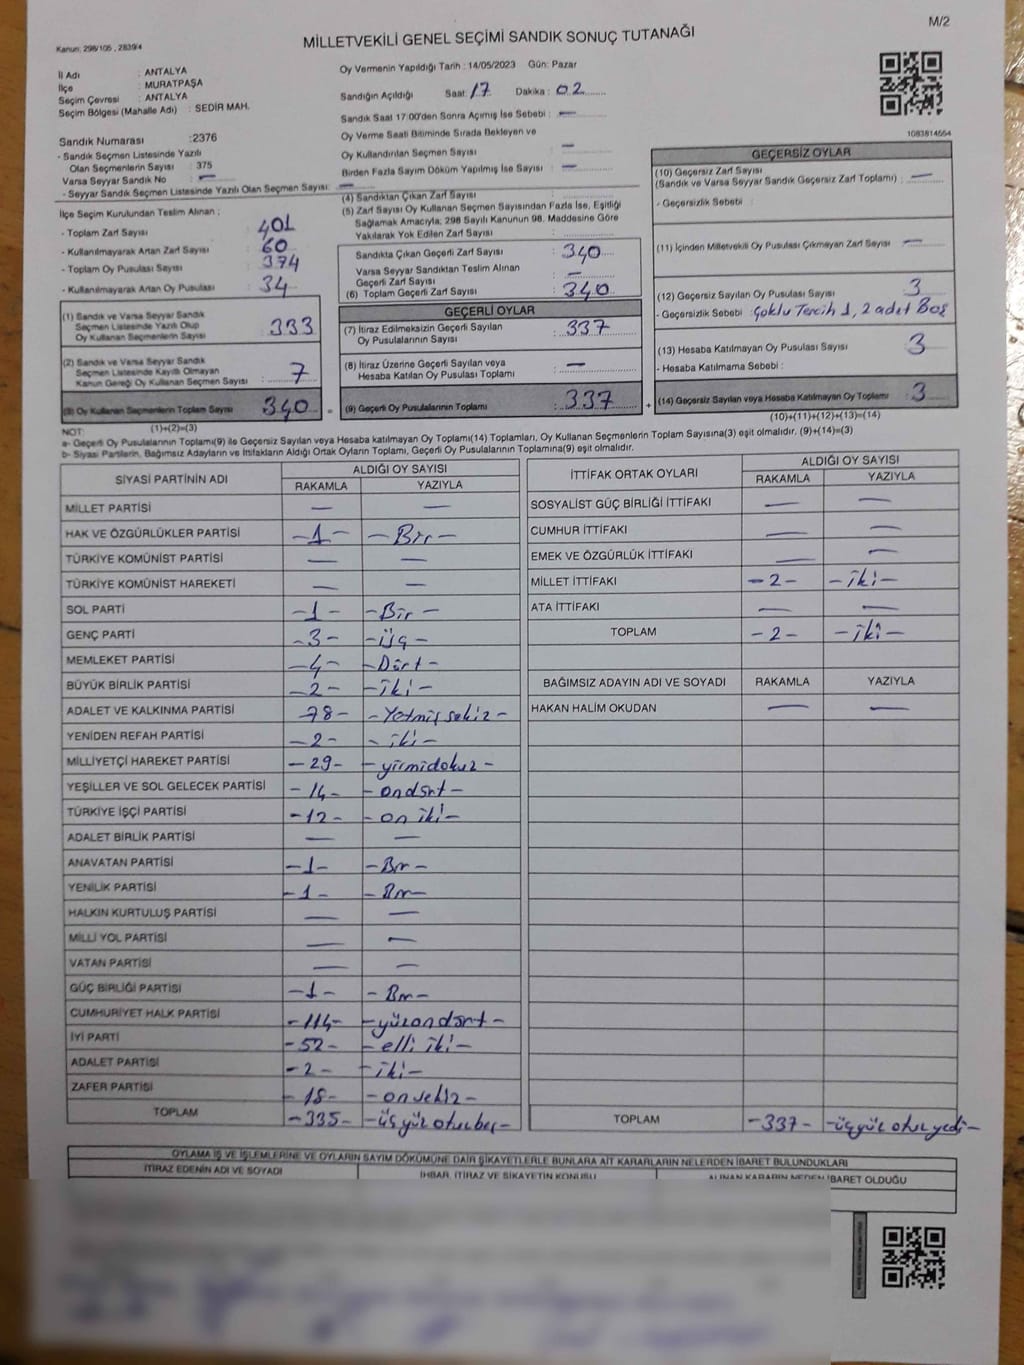 M/2
Kanun: 298/105 , 2839/4
MİLLETVEKİLİ GENEL SEÇİMİ SANDIK SONUÇ TUTANAĞI
İl Adı : ANTALYA
İlçe : MURATPAŞA
Seçim Çevresi : ANTALYA
Seçim Bölgesi (Mahalle Adı) : SEDİR MAH.
Sandık Numarası :2376
- Sandık Seçmen Listesinde Yazılı
Olan Seçmenlerin Sayısı : 375
Varsa Seyyar Sandık No : —
- Seyyar Sandık Seçmen Listesinde Yazılı Olan Seçmen Sayısı: —
Oy Vermenin Yapıldığı Tarih : 14/05/2023 Gün: Pazar
Sandığın Açıldığı Saat: 17 Dakika : 02
Sandık Saat 17:00'den Sonra Açmış İse Sebebi : —
Oy Verme Saati Bitiminde Sırada Bekleyen ve
Oy Kullandırılan Seçmen Sayısı : —
Birden Fazla Sayım Döküm Yapılmış İse Sayısı : —
1083814664
İlçe Seçim Kurulundan Teslim Alınan ;
- Toplam Zarf Sayısı : 401
- Kullanılmayarak Artan Zarf Sayısı : 60
- Toplam Oy Pusulası Sayısı : 374
- Kullanılmayarak Artan Oy Pusulası : 34
(1) Sandık ve Varsa Seyyar Sandık
Seçmen Listesinde Yazılı Olup
Oy Kullanan Seçmenlerin Sayısı : 333
(2) Sandık ve Varsa Seyyar Sandık
Seçmen Listesinde Kayıtlı Olmayan
Kanun Gereği Oy Kullanan Seçmen Sayısı : 7
(3) Oy Kullanan Seçmenlerin Toplam Sayısı : 340
(1)+(2)=(3)
(4) Sandıktan Çıkan Zarf Sayısı :
(5) Zarf Sayısı Oy Kullanan Seçmen Sayısından Fazla İse, Eşitliği
Sağlamak Amacıyla, 298 Sayılı Kanunun 98. Maddesine Göre
Yakılarak Yok Edilen Zarf Sayısı :
Sandıkta Çıkan Geçerli Zarf Sayısı : 340
Varsa Seyyar Sandıktan Teslim Alınan
Geçerli Zarf Sayısı : —
(6) Toplam Geçerli Zarf Sayısı : 340
GEÇERLİ OYLAR
(7) İtiraz Edilmeksizin Geçerli Sayılan
Oy Pusulalarının Sayısı : 337
(8) İtiraz Üzerine Geçerli Sayılan veya
Hesaba Katılan Oy Pusulası Toplamı : —
= (9) Geçerli Oy Pusulalarının Toplamı : 337
GEÇERSİZ OYLAR
(10) Geçersiz Zarf Sayısı :
(Sandık ve Varsa Seyyar Sandık Geçersiz Zarf Toplamı) : —
- Geçersizlik Sebebi :
(11) İçinden Milletvekili Oy Pusulası Çıkmayan Zarf Sayısı : —
(12) Geçersiz Sayılan Oy Pusulası Sayısı : 3
- Geçersizlik Sebebi : Çoklu Tercih 1, 2 adet Boş
(13) Hesaba Katılmayan Oy Pusulası Sayısı : 3
- Hesaba Katılmama Sebebi :
+ (14) Geçersiz Sayılan veya Hesaba Katılmayan Oy Toplamı : 3
(10)+(11)+(12)+(13)=(14)
NOT:
a- Geçerli Oy Pusulalarının Toplamı(9) ile Geçersiz Sayılan veya Hesaba katılmayan Oy Toplamı(14) Toplamları, Oy Kullanan Seçmenlerin Toplam Sayısına(3) eşit olmalıdır. (9)+(14)=(3)
b- Siyasi Partilerin, Bağımsız Adayların ve İttifakların Aldığı Ortak Oyların Toplamı, Geçerli Oy Pusulalarının Toplamına(9) eşit olmalıdır.
SİYASİ PARTİNİN ADI ALDIĞI OY SAYISI
RAKAMLA YAZIYLA
MİLLET PARTİSİ — —
HAK VE ÖZGÜRLÜKLER PARTİSİ -1- -Bir-
TÜRKİYE KOMÜNİST PARTİSİ — —
TÜRKİYE KOMÜNİST HAREKETİ — —
SOL PARTİ -1- -Bir-
GENÇ PARTİ -3- -üç-
MEMLEKET PARTİSİ -4- -Dört-
BÜYÜK BİRLİK PARTİSİ -2- -iki-
ADALET VE KALKINMA PARTİSİ -78- -Yetmiş sekiz-
YENİDEN REFAH PARTİSİ -2- -iki-
MİLLİYETÇİ HAREKET PARTİSİ -29- -yirmidokuz-
YEŞİLLER VE SOL GELECEK PARTİSİ -14- -ondört-
TÜRKİYE İŞÇİ PARTİSİ -12- -on iki-
ADALET BİRLİK PARTİSİ — —
ANAVATAN PARTİSİ -1- -Bir-
YENİLİK PARTİSİ -1- -Bir-
HALKIN KURTULUŞ PARTİSİ — —
MİLLİ YOL PARTİSİ — —
VATAN PARTİSİ — —
GÜÇ BİRLİĞİ PARTİSİ -1- -Bir-
CUMHURİYET HALK PARTİSİ -114- -yüzondört-
İYİ PARTİ -52- -elli iki-
ADALET PARTİSİ -2- -iki-
ZAFER PARTİSİ -18- -onsekiz-
TOPLAM -335- -üçyüz otuzbeş-
İTTİFAK ORTAK OYLARI ALDIĞI OY SAYISI
RAKAMLA YAZIYLA
SOSYALİST GÜÇ BİRLİĞİ İTTİFAKI — —
CUMHUR İTTİFAKI — —
EMEK VE ÖZGÜRLÜK İTTİFAKI — —
MİLLET İTTİFAKI -2- -iki-
ATA İTTİFAKI — —
TOPLAM -2- -iki-
BAĞIMSIZ ADAYIN ADI VE SOYADI RAKAMLA YAZIYLA
HAKAN HALİM OKUDAN — —
TOPLAM -337- -üçyüz otuz yedi-
OYLAMA İŞ VE İŞLEMLERİNE VE OYLARIN SAYIM DÖKÜMÜNE DAİR ŞİKAYETLERLE BUNLARA AİT KARARLARIN NELERDEN İBARET BULUNDUKLARI
İTİRAZ EDENİN ADI VE SOYADI İHBAR, İTİRAZ VE ŞİKAYETİN KONUSU ALINAN KARARIN NEDEN İBARET OLDUĞU